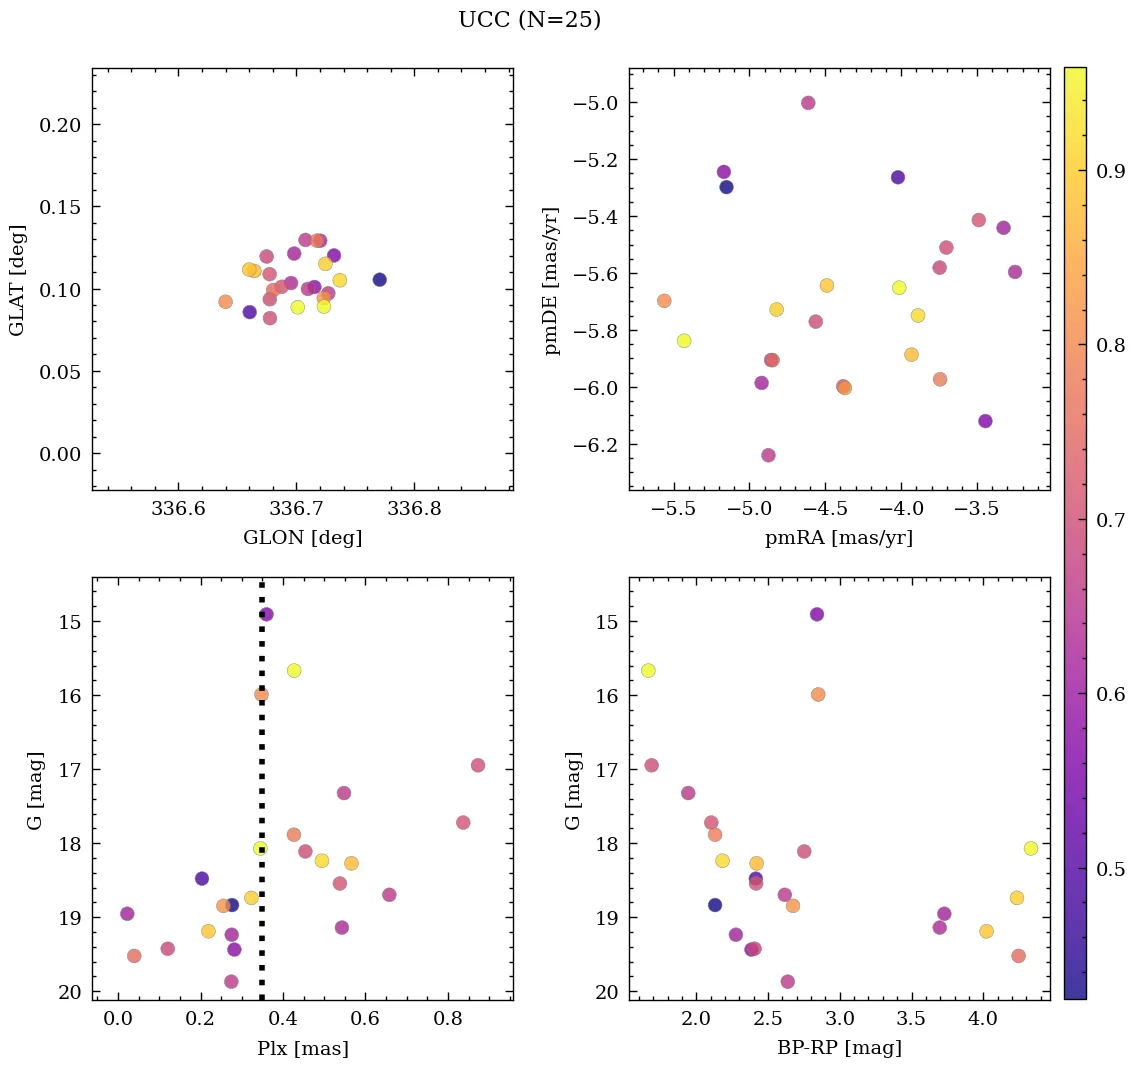 UCC (N=25)
0.20
0.15
0.10
0.05
0.00
GLAT [deg]
336.6 336.7 336.8
GLON [deg]
−5.0
−5.2
−5.4
−5.6
−5.8
−6.0
−6.2
pmDE [mas/yr]
−5.5 −5.0 −4.5 −4.0 −3.5
pmRA [mas/yr]
0.9
0.8
0.7
0.6
0.5
15
16
17
18
19
20
G [mag]
0.0 0.2 0.4 0.6 0.8
Plx [mas]
15
16
17
18
19
20
G [mag]
2.0 2.5 3.0 3.5 4.0
BP-RP [mag]